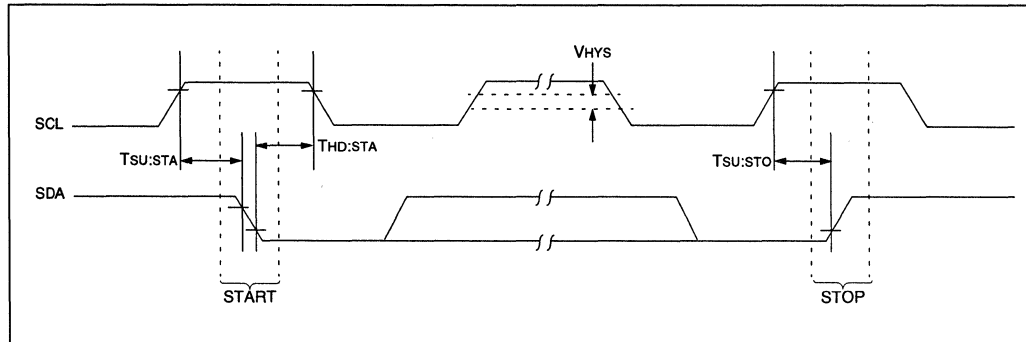 VHYS
SCL
THD:STA
TSU:STA
TSU:STO
SDA
START
STOP